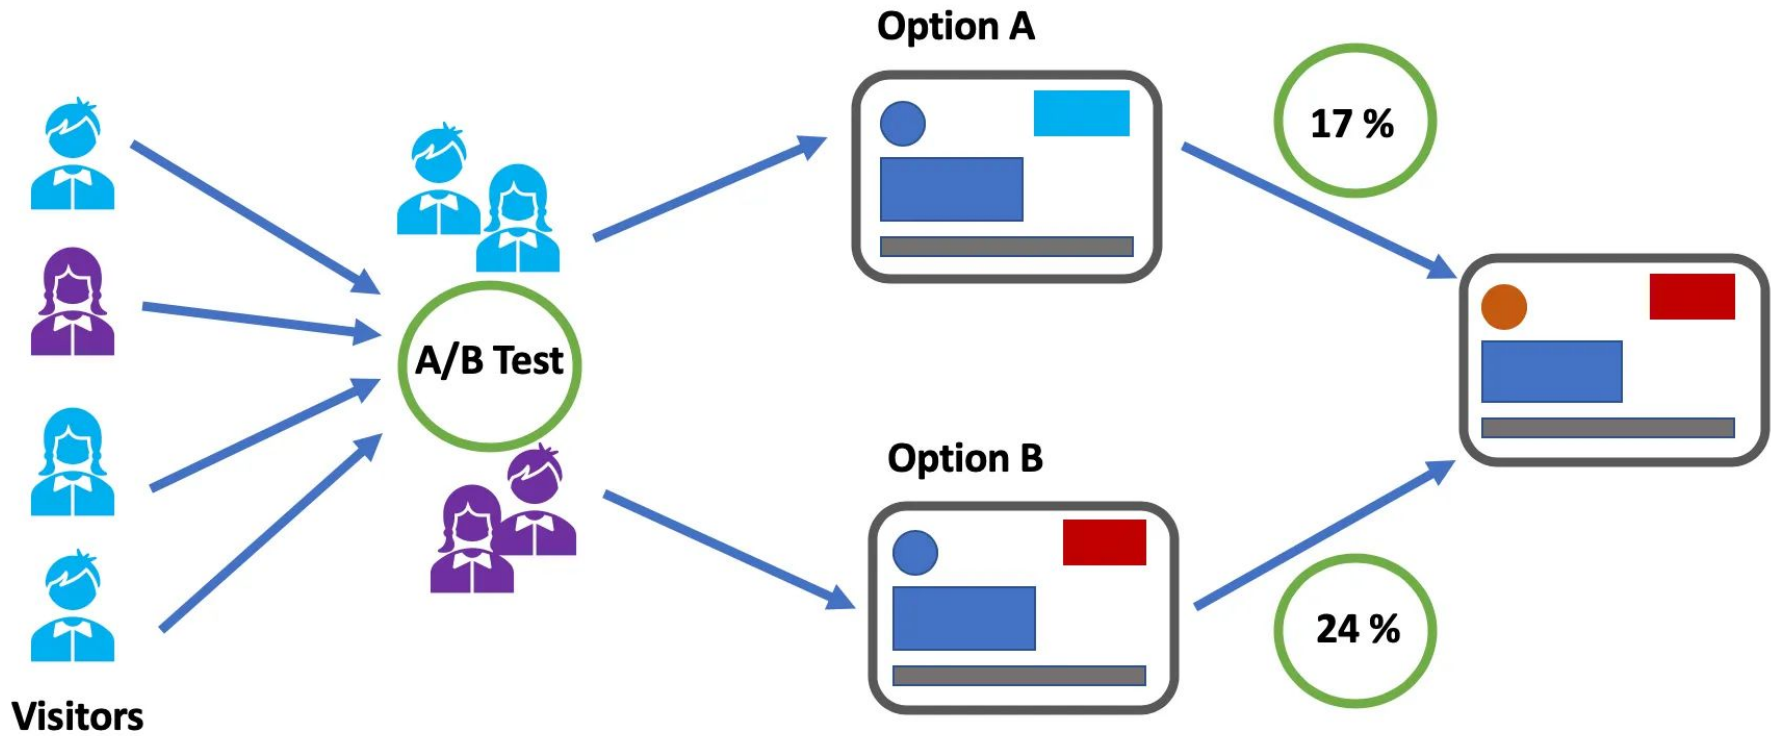 Option A
17 %
A/B Test
Option B
24 %
Visitors